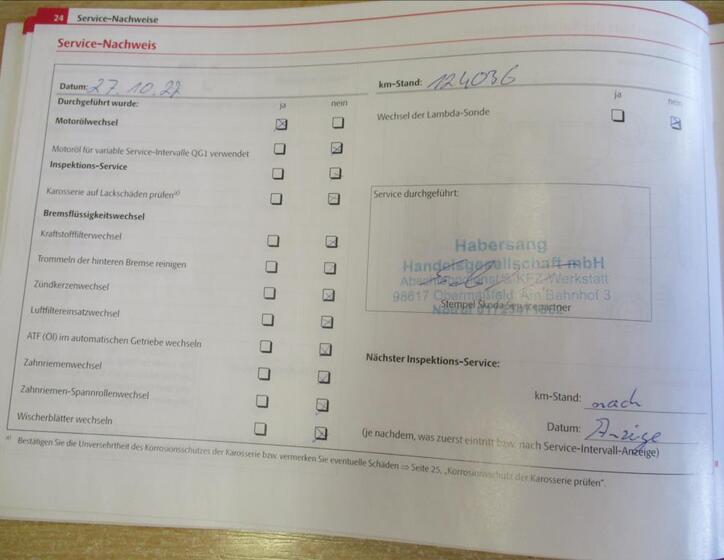 24 Service-Nachweise
Service-Nachweis
Datum: 27.10.22
km-Stand: 124036
Durchgeführt wurde: ja nein
ja nein
Motorölwechsel
Wechsel der Lambda-Sonde
Motoröl für variable Service-Intervalle QG1 verwendet
Inspektions-Service
Karosserie auf Lackschäden prüfen a)
Service durchgeführt:
Bremsflüssigkeitswechsel
Kraftstofffilterwechsel
Habersang
Trommeln der hinteren Bremse reinigen
Handelsgesellschaft mbH
Abschleppdienst & KFZ-Werkstatt
Zündkerzenwechsel
98617 Obermaßfeld, Am Bahnhof 3
Stempel Škoda Servicepartner
Luftfiltereinsatzwechsel
ATF (Öl) im automatischen Getriebe wechseln
Nächster Inspektions-Service:
Zahnriemenwechsel
km-Stand: nach
Zahnriemen-Spannrollenwechsel
Datum: Anzige
Wischerblätter wechseln
(je nachdem, was zuerst eintritt bzw. nach Service-Intervall-Anzeige)
a) Bestätigen Sie die Unversehrtheit des Korrosionsschutzes der Karosserie bzw. vermerken Sie eventuelle Schäden ⇒ Seite 25, „Korrosionsschutz der Karosserie prüfen“.